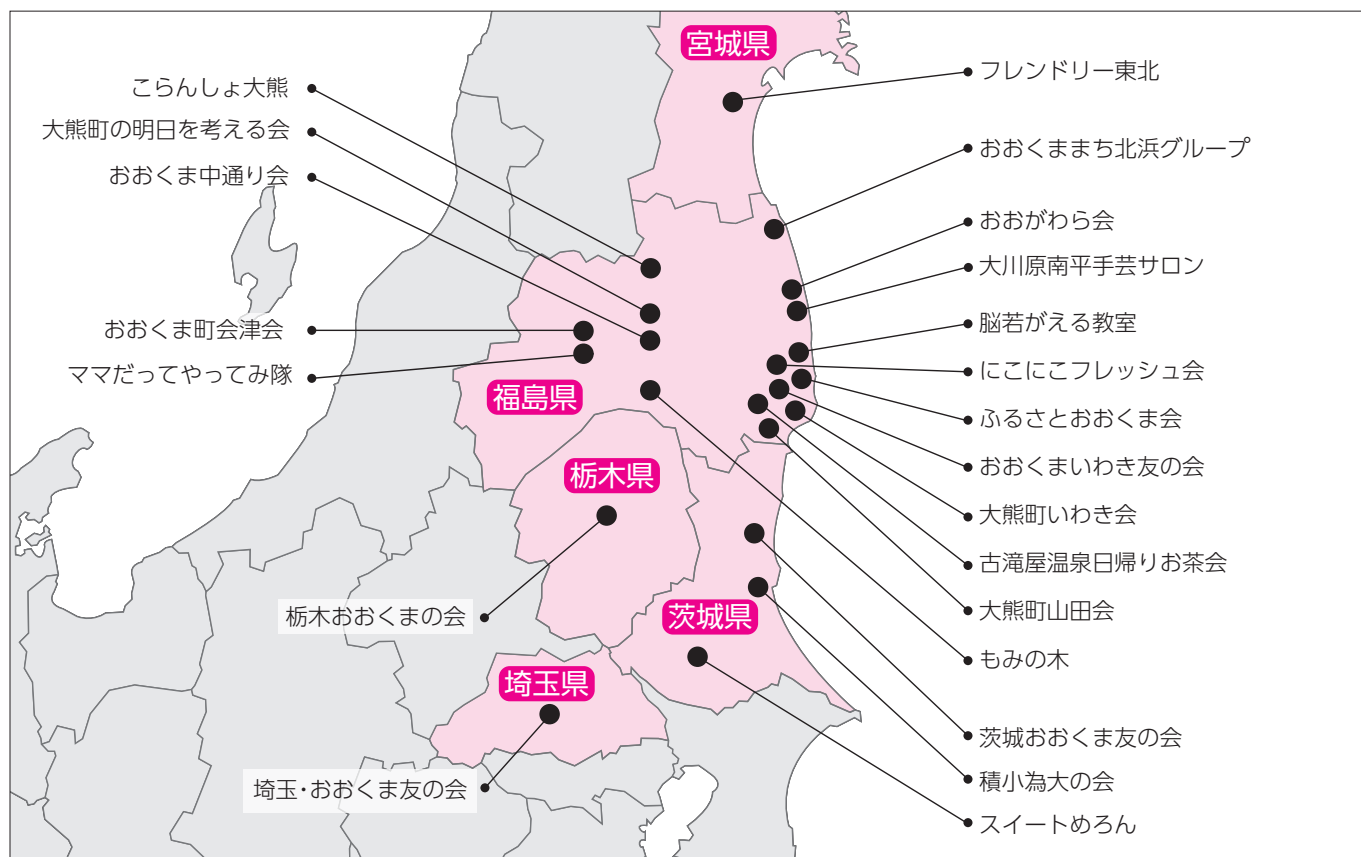 宮城県
福島県
栃木県
茨城県
埼玉県
こらんしょ大熊
大熊町の明日を考える会
おおくま中通り会
おおくま町会津会
ママだってやってみ隊
栃木おおくまの会
埼玉・おおくま友の会
フレンドリー東北
おおくままち北浜グループ
おおがわら会
大川原南平手芸サロン
脳若がえる教室
にこにこフレッシュ会
ふるさとおおくま会
おおくまいわき友の会
大熊町いわき会
古滝屋温泉日帰りお茶会
大熊町山田会
もみの木
茨城おおくま友の会
積小為大の会
スイートめろん